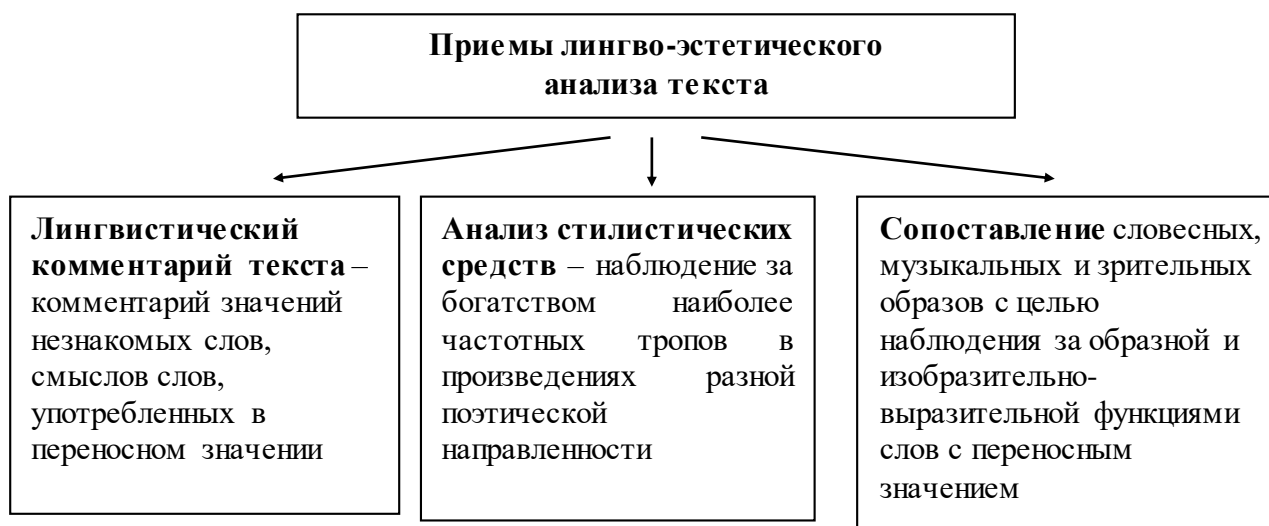 Приемы лингво-эстетического
анализа текста
Лингвистический
комментарий текста –
комментарий значений
незнакомых слов,
смыслов слов,
употребленных в
переносном значении
Анализ стилистических
средств – наблюдение за
богатством наиболее
частотных тропов в
произведениях разной
поэтической
направленности
Сопоставление словесных,
музыкальных и зрительных
образов с целью
наблюдения за образной и
изобразительно-
выразительной функциями
слов с переносным
значением